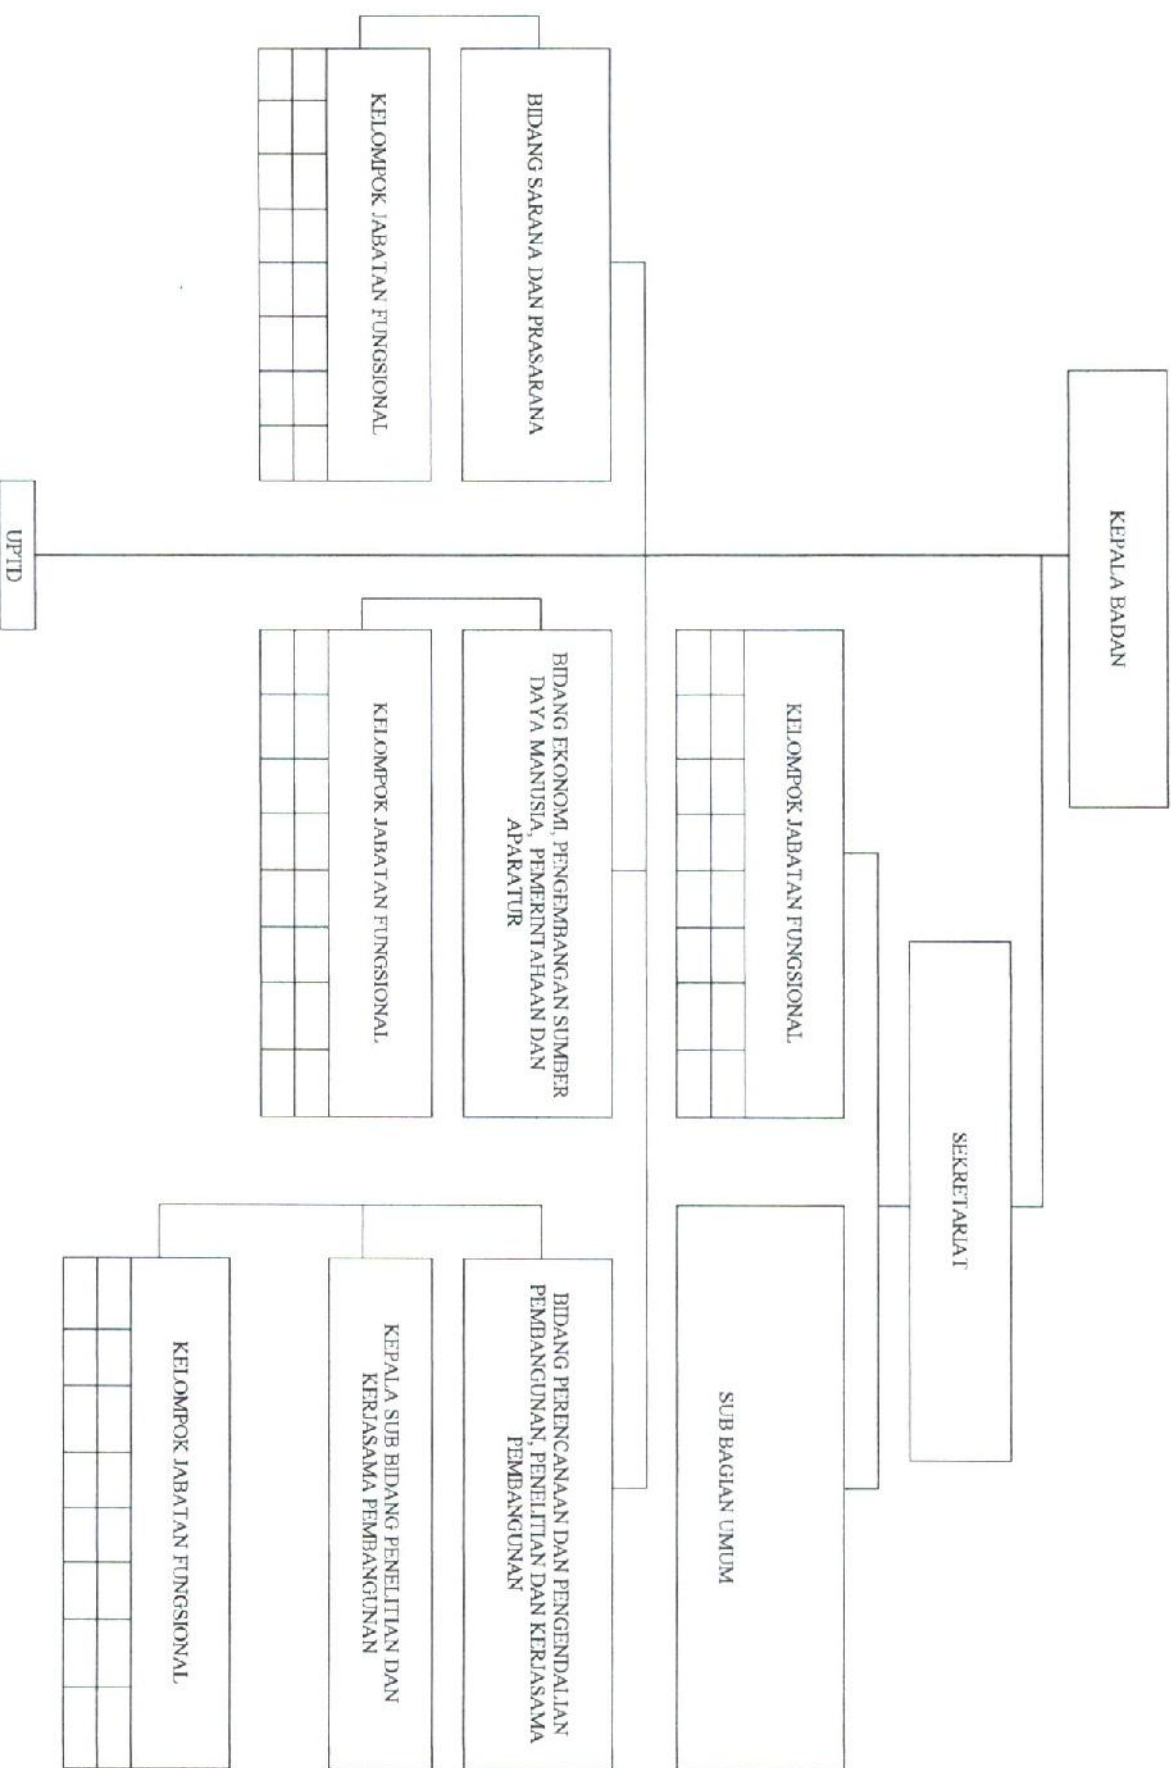 KEPALA BADAN
SEKRETARIAT
KELOMPOK JABATAN FUNGSIONAL
SUB BAGIAN UMUM
BIDANG SARANA DAN PRASARANA
BIDANG EKONOMI, PENGEMBANGAN SUMBER
DAYA MANUSIA, PEMERINTAHAAN DAN
APARATUR
BIDANG PERENCANAAN DAN PENGENDALIAN
PEMBANGUNAN, PENELITIAN DAN KERJASAMA
PEMBANGUNAN
KELOMPOK JABATAN FUNGSIONAL
KELOMPOK JABATAN FUNGSIONAL
KEPALA SUB BIDANG PENELITIAN DAN
KERJASAMA PEMBANGUNAN
KELOMPOK JABATAN FUNGSIONAL
UPTD